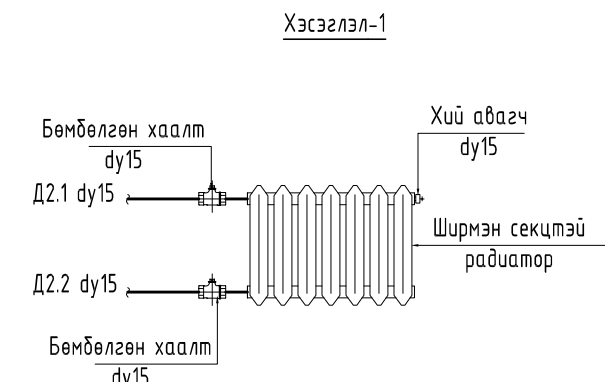 Хэсэглэл-1
Бөмбөлгөн хаалт
dy15
Хий авагч
dy15
Д2.1 dy15
Ширмэн секцтэй
радиатор
Д2.2 dy15
Бөмбөлгөн хаалт
dy15